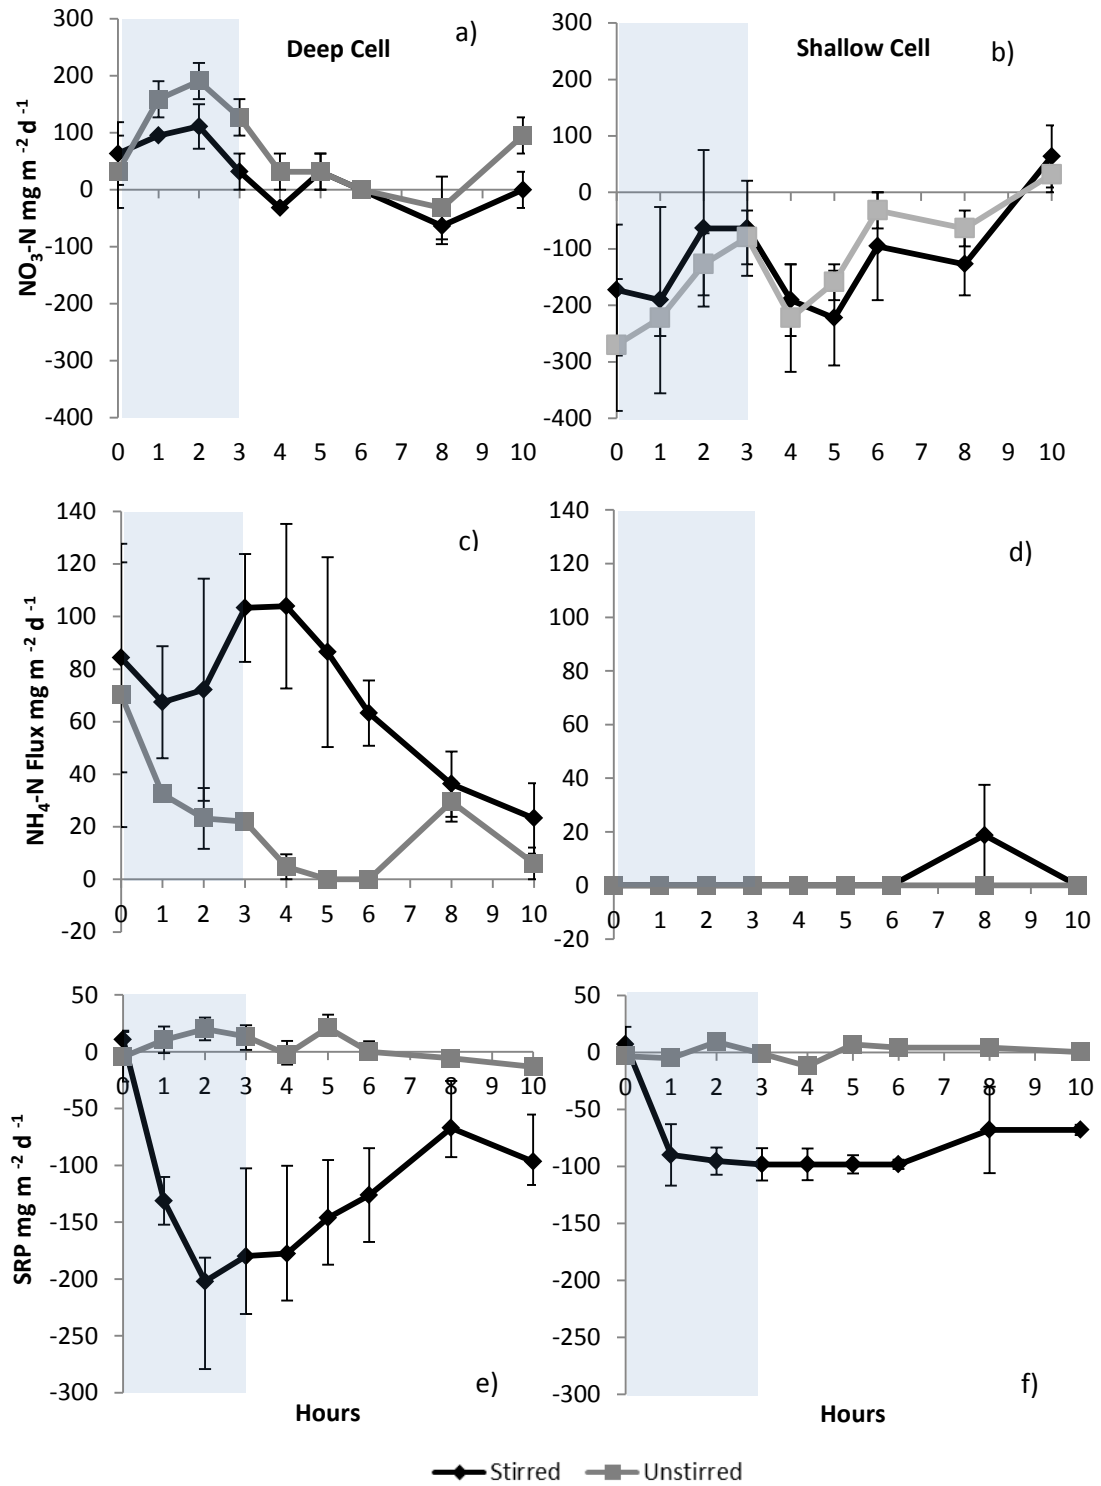 300
200
100
0
-100
-200
-300
-400
NO3-N mg m -2 d -1
Deep Cell
a)
0 1 2 3 4 5 6 7 8 9 10
300
200
100
0
-100
-200
-300
-400
Shallow Cell
b)
0 1 2 3 4 5 6 7 8 9 10
140
120
100
80
60
40
20
0
-20
NH4-N Flux mg m -2 d -1
c)
0 1 2 3 4 5 6 7 8 9 10
140
120
100
80
60
40
20
0
-20
d)
0 1 2 3 4 5 6 7 8 9 10
50
0
-50
-100
-150
-200
-250
-300
SRP mg m -2 d -1
0 1 2 3 4 5 6 7 8 9 10
e)
Hours
50
0
-50
-100
-150
-200
-250
-300
0 1 2 3 4 5 6 7 8 9 10
f)
Hours
Stirred Unstirred